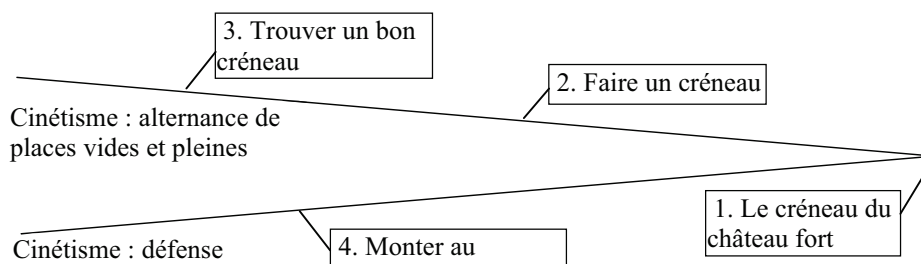 3. Trouver un bon
créneau
2. Faire un créneau
Cinétisme : alternance de
places vides et pleines
1. Le créneau du
château fort
Cinétisme : défense
4. Monter au